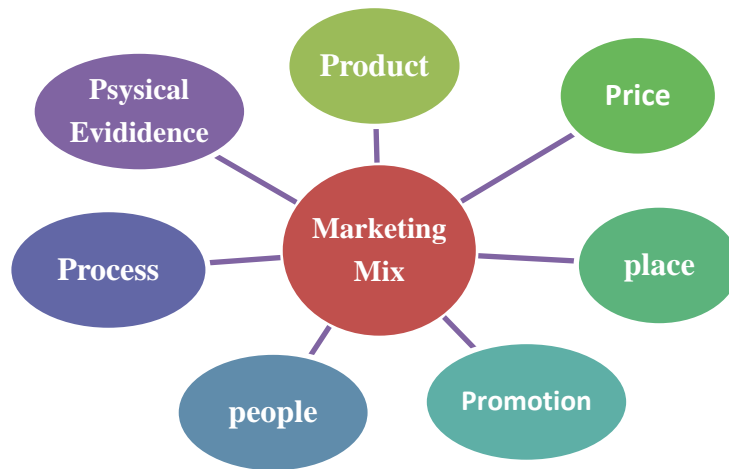 Product
Psysical
Evididence
Price
Marketing
Mix
Process
place
people
Promotion